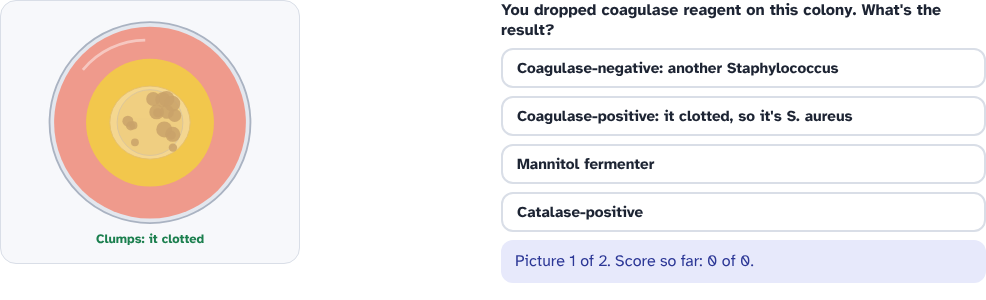 Clumps: it clotted
You dropped coagulase reagent on this colony. What's the
result?
Coagulase-negative: another Staphylococcus
Coagulase-positive: it clotted, so it's S. aureus
Mannitol fermenter
Catalase-positive
Picture 1 of 2. Score so far: 0 of 0.